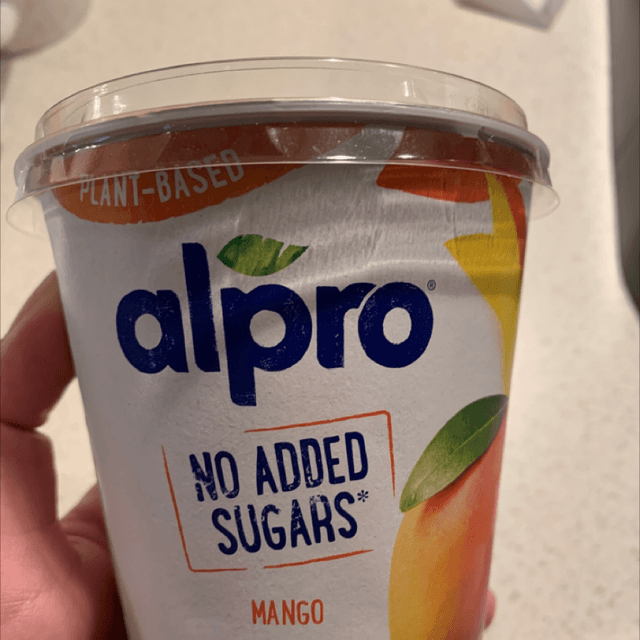 PLANT-BASED
alpro®
NO ADDED
SUGARS*
MANGO